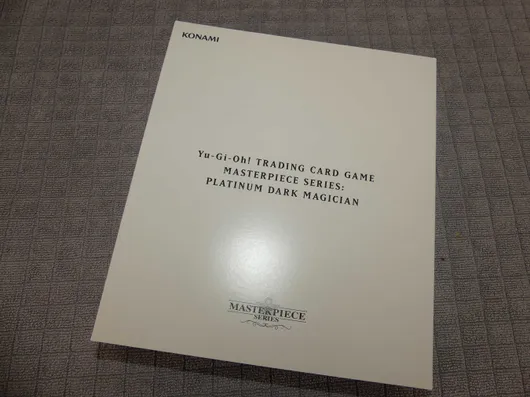 KONAMI
Yu-Gi-Oh! TRADING CARD GAME
MASTERPIECE SERIES:
PLATINUM DARK MAGICIAN
MASTERPIECE
SERIES